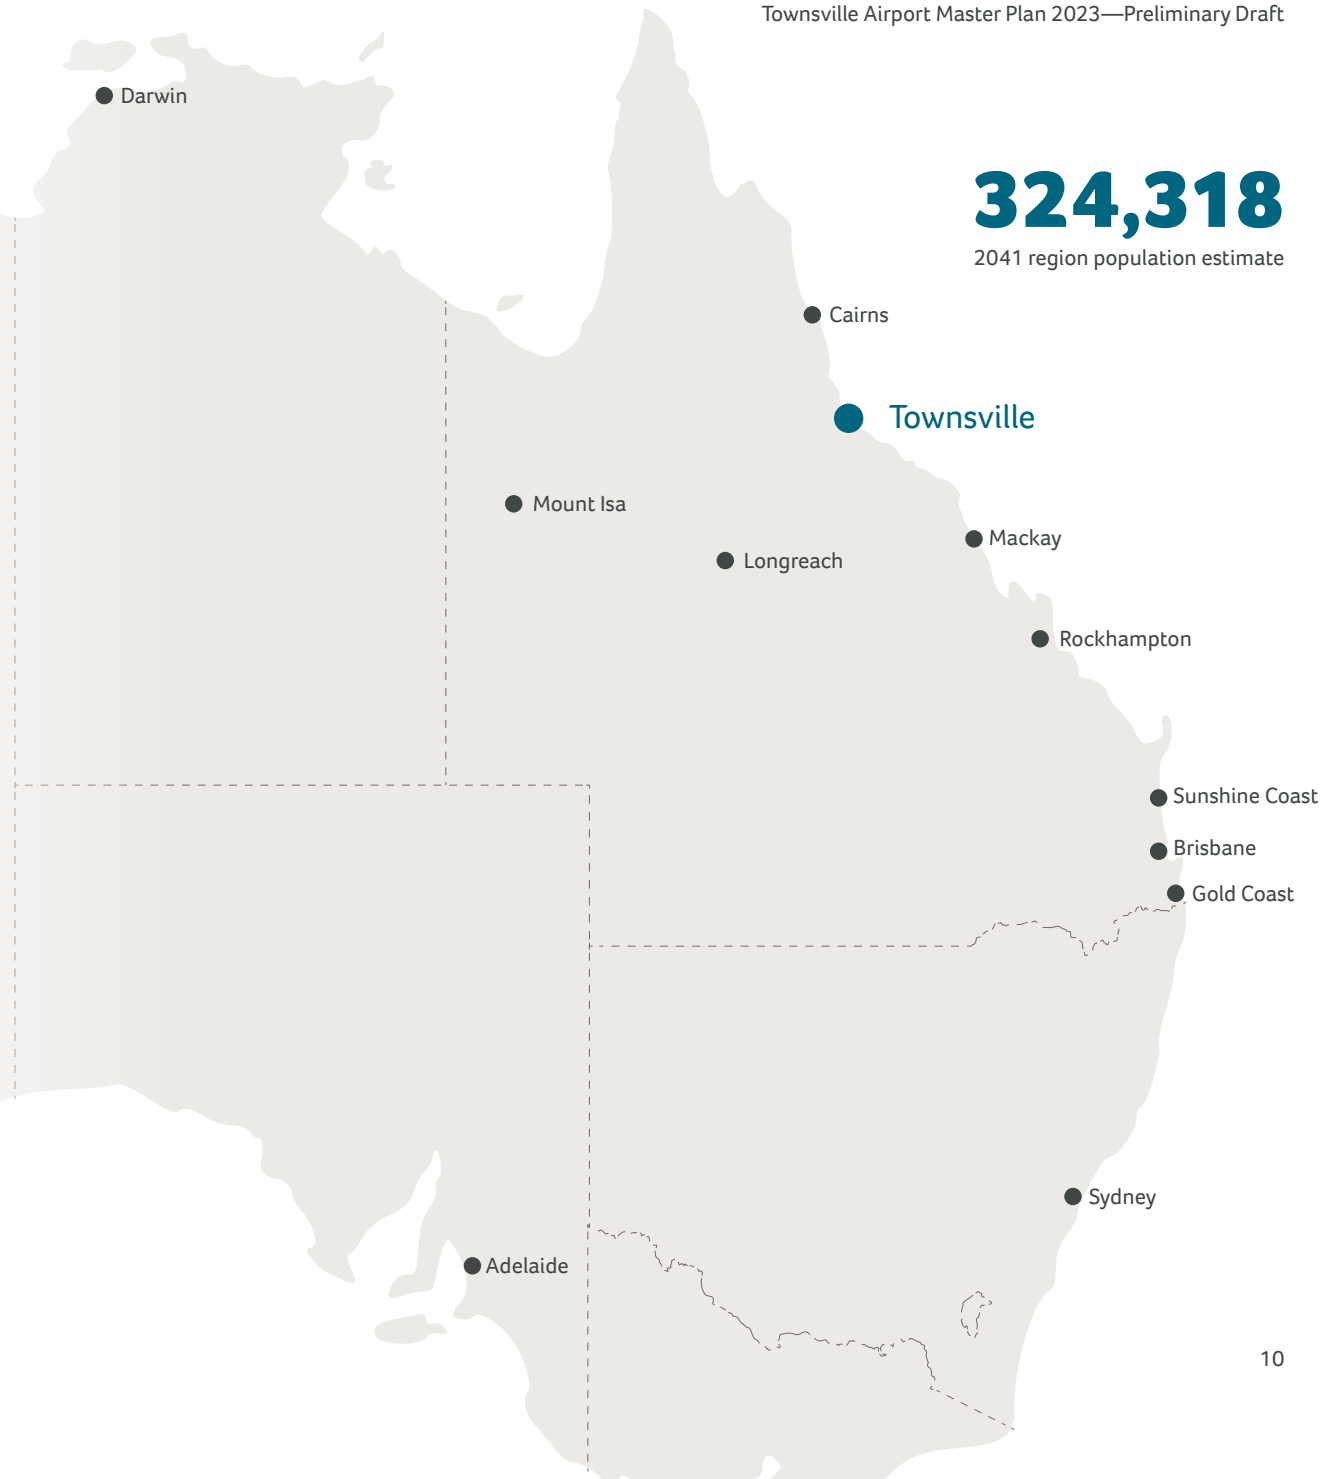 Townsville Airport Master Plan 2023—Preliminary Draft
Darwin
324,318
2041 region population estimate
Cairns
Townsville
Mount Isa
Mackay
Longreach
Rockhampton
Sunshine Coast
Brisbane
Gold Coast
Sydney
Adelaide
10